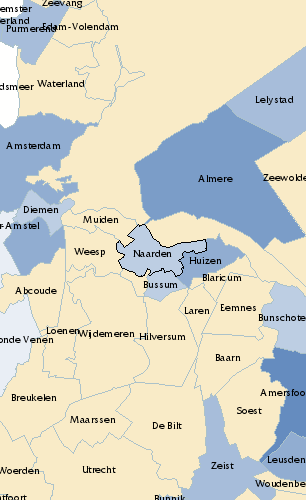 Zeevang
emster
erland
Purmerend
Edam-Volendam
dsmeer
Waterland
Lelystad
Amsterdam
Almere
Zeewolde
Diemen
Muiden
-Amstel
Weesp
Naarden
Huizen
Blaricum
Bussum
Abcoude
Laren
Eemnes
Bunschote
Loenen
Wijdemeren
Hilversum
onde Venen
Baarn
Breukelen
Amersfoo
Soest
Maarssen
De Bilt
Leusden
Zeist
Woerden
Utrecht
Woudenbe
tfoort
Bunnik